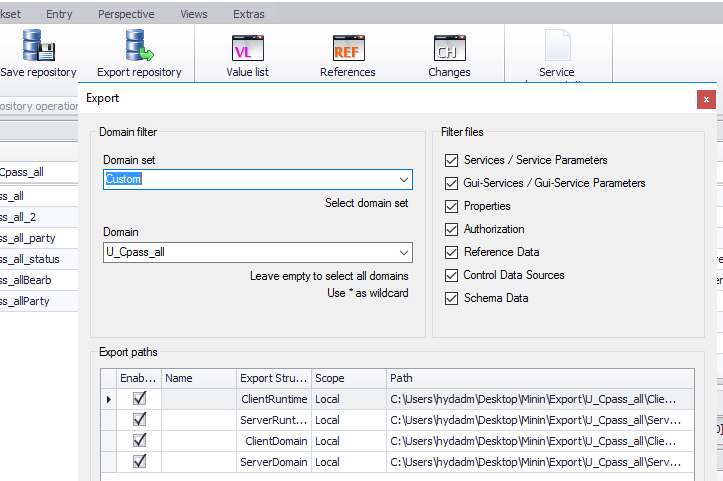 kset Entry Perspective Views Extras
VL REF CH
Save repository Export repository Value list References Changes Service
ository operation
Export x
Domain filter
Filter files
Cpass_all
Domain set
Services / Service Parameters
ss_all
Custom
Gui-Services / Gui-Service Parameters
Select domain set
Properties
ss_all_2
ss_all_party
Domain
Authorization
ss_all_status
U_Cpass_all
Reference Data
ss_allBearb
Leave empty to select all domains
Control Data Sources
Use * as wildcard
ss_allParty
Schema Data
Export paths
Enab... Name Export Stru... Scope Path
ClientRuntime Local C:\Users\hydadm\Desktop\Minin\Export\U_Cpass_all\Clie...
ServerRunt... Local C:\Users\hydadm\Desktop\Minin\Export\U_Cpass_all\Serv...
ClientDomain Local C:\Users\hydadm\Desktop\Minin\Export\U_Cpass_all\Clie...
ServerDomain Local C:\Users\hydadm\Desktop\Minin\Export\U_Cpass_all\Serv...